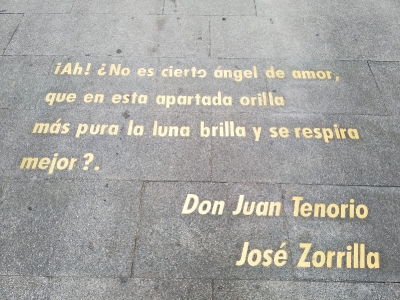 ¡Ah! ¿No es cierto ángel de amor,
que en esta apartada orilla
más pura la luna brilla y se respira
mejor?.
Don Juan Tenorio
José Zorrilla